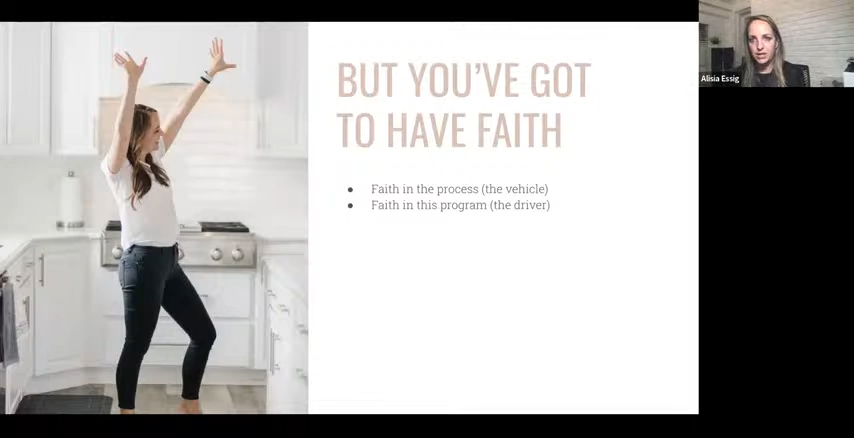 BUT YOU'VE GOT
TO HAVE FAITH
● Faith in the process (the vehicle)
● Faith in this program (the driver)
Alisia Essig